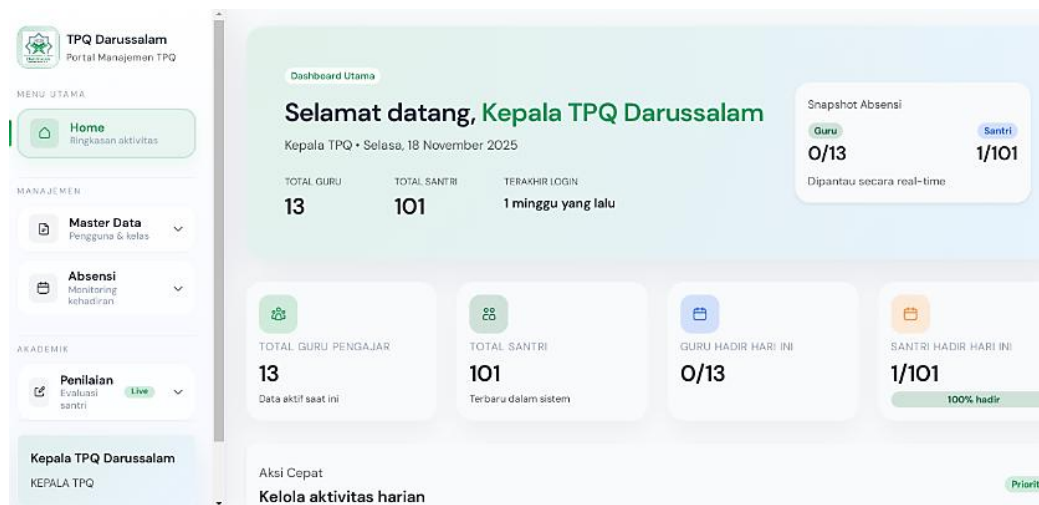 TPQ Darussalam
Portal Manajemen TPQ
MENU UTAMA
Home
Ringkasan aktivitas
MANAJEMEN
Master Data
Pengguna & kelas
Absensi
Monitoring
kehadiran
AKADEMIK
Penilaian
Evaluasi
santri
Live
Kepala TPQ Darussalam
KEPALA TPQ
Dashboard Utama
Selamat datang, Kepala TPQ Darussalam
Kepala TPQ • Selasa, 18 November 2025
TOTAL GURU
13
TOTAL SANTRI
101
TERAKHIR LOGIN
1 minggu yang lalu
Snapshot Absensi
Guru
0/13
Santri
1/101
Dipantau secara real-time
TOTAL GURU PENGAJAR
13
Data aktif saat ini
TOTAL SANTRI
101
Terbaru dalam sistem
GURU HADIR HARI INI
0/13
SANTRI HADIR HARI INI
1/101
100% hadir
Aksi Cepat
Kelola aktivitas harian
Priorit